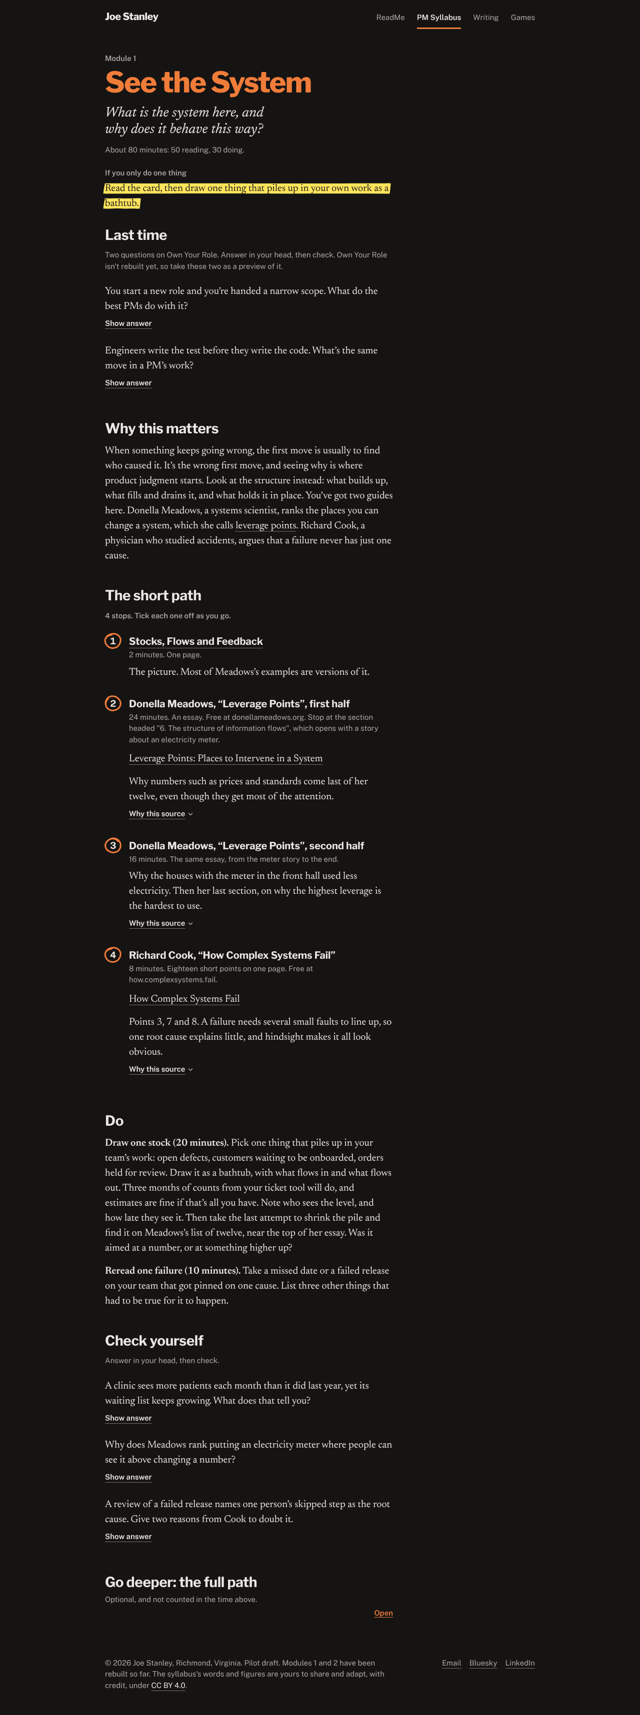 Joe Stanley
ReadMe PM Syllabus Writing Games
Module 1
See the System
What is the system here, and
why does it behave this way?
About 80 minutes: 50 reading, 30 doing.
If you only do one thing
Read the card, then draw one thing that piles up in your own work as a
bathtub.
Last time
Two questions on Own Your Role. Answer in your head, then check. Own Your Role
isn't rebuilt yet, so take these two as a preview of it.
You start a new role and you're handed a narrow scope. What do the
best PMs do with it?
Show answer
Engineers write the test before they write the code. What's the same
move in a PM's work?
Show answer
Why this matters
When something keeps going wrong, the first move is usually to find
who caused it. It's the wrong first move, and seeing why is where
product judgment starts. Look at the structure instead: what builds up,
what fills and drains it, and what holds it in place. You've got two guides
here. Donella Meadows, a systems scientist, ranks the places you can
change a system, which she calls leverage points. Richard Cook, a
physician who studied accidents, argues that a failure never has just one
cause.
The short path
4 stops. Tick each one off as you go.
1 Stocks, Flows and Feedback
2 minutes. One page.
The picture. Most of Meadows's examples are versions of it.
2 Donella Meadows, “Leverage Points”, first half
24 minutes. An essay. Free at donellameadows.org. Stop at the section
headed "6. The structure of information flows", which opens with a story
about an electricity meter.
Leverage Points: Places to Intervene in a System
Why numbers such as prices and standards come last of her
twelve, even though they get most of the attention.
Why this source
3 Donella Meadows, “Leverage Points”, second half
16 minutes. The same essay, from the meter story to the end.
Why the houses with the meter in the front hall used less
electricity. Then her last section, on why the highest leverage is
the hardest to use.
Why this source
4 Richard Cook, “How Complex Systems Fail”
8 minutes. Eighteen short points on one page. Free at
how.complexsystems.fail.
How Complex Systems Fail
Points 3, 7 and 8. A failure needs several small faults to line up, so
one root cause explains little, and hindsight makes it all look
obvious.
Why this source
Do
Draw one stock (20 minutes). Pick one thing that piles up in your
team's work: open defects, customers waiting to be onboarded, orders
held for review. Draw it as a bathtub, with what flows in and what flows
out. Three months of counts from your ticket tool will do, and
estimates are fine if that's all you have. Note who sees the level, and
how late they see it. Then take the last attempt to shrink the pile and
find it on Meadows's list of twelve, near the top of her essay. Was it
aimed at a number, or at something higher up?
Reread one failure (10 minutes). Take a missed date or a failed release
on your team that got pinned on one cause. List three other things that
had to be true for it to happen.
Check yourself
Answer in your head, then check.
A clinic sees more patients each month than it did last year, yet its
waiting list keeps growing. What does that tell you?
Show answer
Why does Meadows rank putting an electricity meter where people can
see it above changing a number?
Show answer
A review of a failed release names one person's skipped step as the root
cause. Give two reasons from Cook to doubt it.
Show answer
Go deeper: the full path
Optional, and not counted in the time above.
Open
© 2026 Joe Stanley, Richmond, Virginia. Pilot draft. Modules 1 and 2 have been
rebuilt so far. The syllabus's words and figures are yours to share and adapt, with
credit, under CC BY 4.0.
Email Bluesky LinkedIn